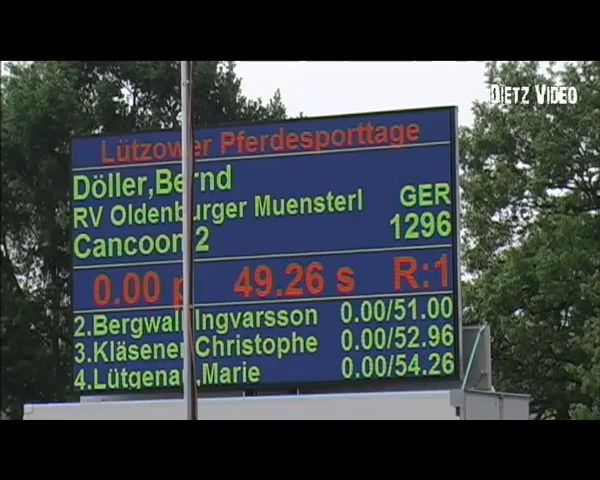 DIETZ VIDEO
Lützower Pferdesporttage
Döller,Bernd
RV Oldenburger Muensterl GER
Cancoon 2 1296
0.00 p 49.26 s R:1
2.Bergwall Ingvarsson 0.00/51.00
3.Kläsener Christophe 0.00/52.96
4.Lütgenau,Marie 0.00/54.26